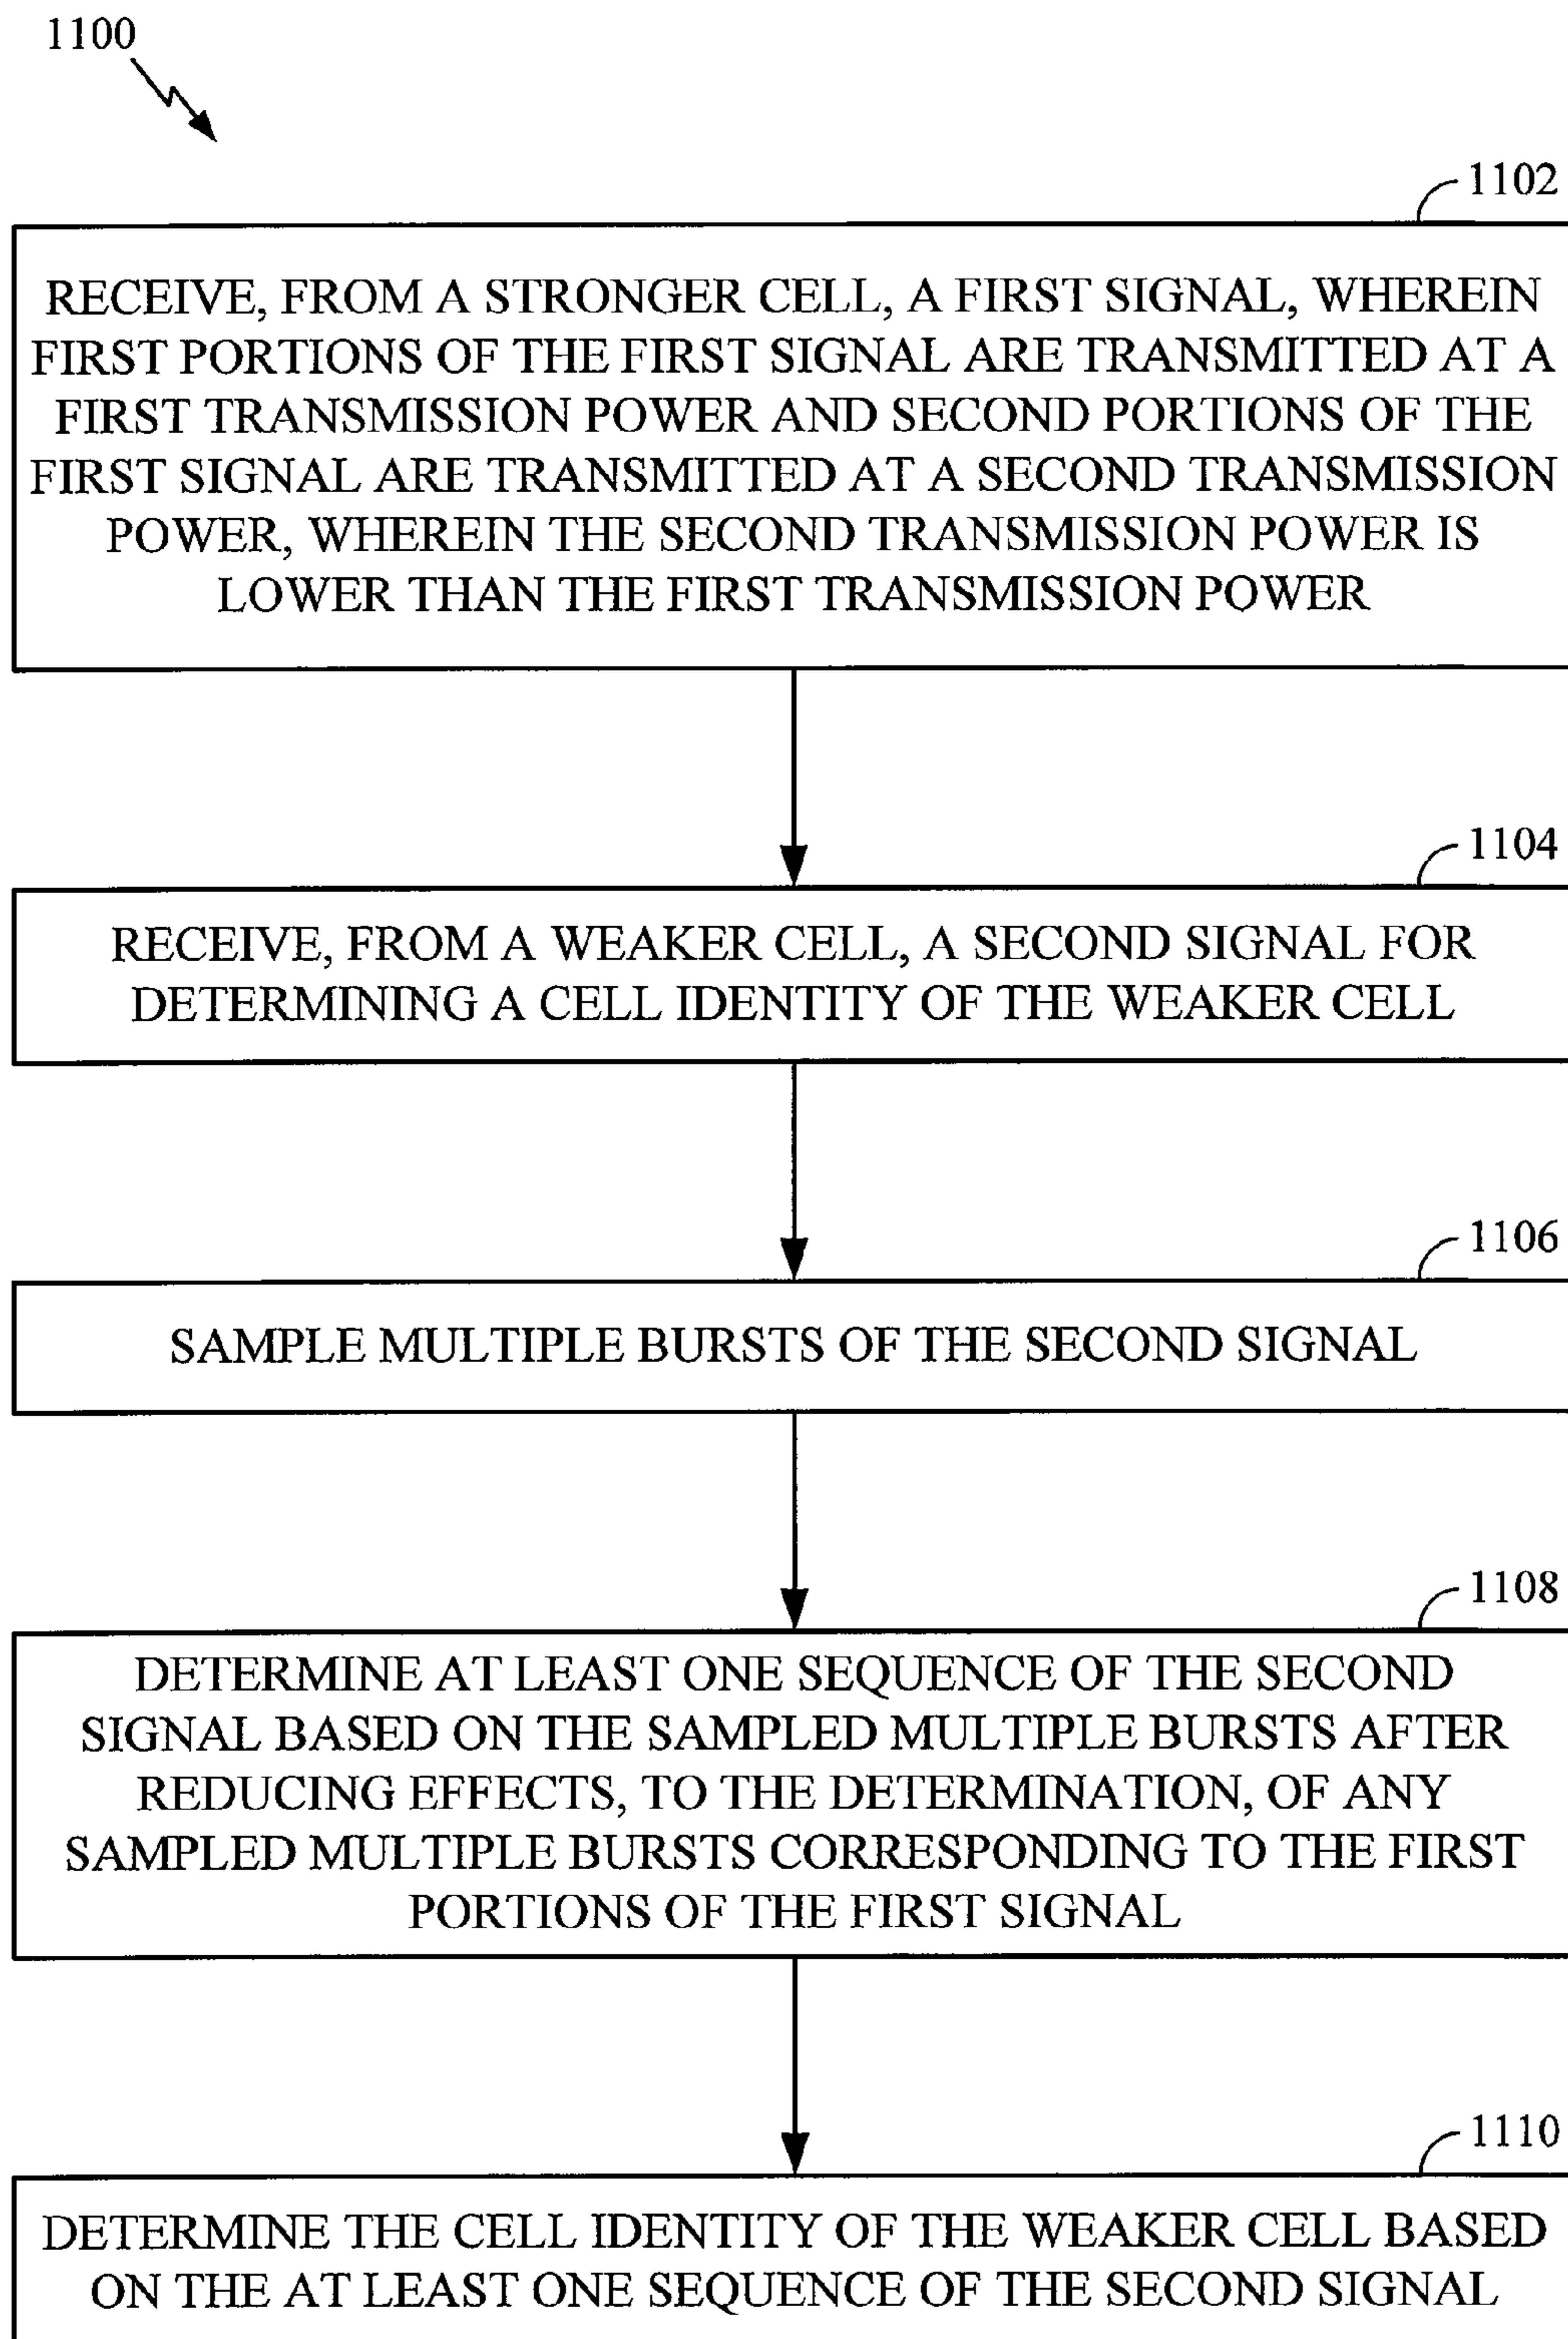 1100
1102
RECEIVE, FROM A STRONGER CELL, A FIRST SIGNAL, WHEREIN
FIRST PORTIONS OF THE FIRST SIGNAL ARE TRANSMITTED AT A
FIRST TRANSMISSION POWER AND SECOND PORTIONS OF THE
FIRST SIGNAL ARE TRANSMITTED AT A SECOND TRANSMISSION
POWER, WHEREIN THE SECOND TRANSMISSION POWER IS
LOWER THAN THE FIRST TRANSMISSION POWER
1104
RECEIVE, FROM A WEAKER CELL, A SECOND SIGNAL FOR
DETERMINING A CELL IDENTITY OF THE WEAKER CELL
1106
SAMPLE MULTIPLE BURSTS OF THE SECOND SIGNAL
1108
DETERMINE AT LEAST ONE SEQUENCE OF THE SECOND
SIGNAL BASED ON THE SAMPLED MULTIPLE BURSTS AFTER
REDUCING EFFECTS, TO THE DETERMINATION, OF ANY
SAMPLED MULTIPLE BURSTS CORRESPONDING TO THE FIRST
PORTIONS OF THE FIRST SIGNAL
1110
DETERMINE THE CELL IDENTITY OF THE WEAKER CELL BASED
ON THE AT LEAST ONE SEQUENCE OF THE SECOND SIGNAL